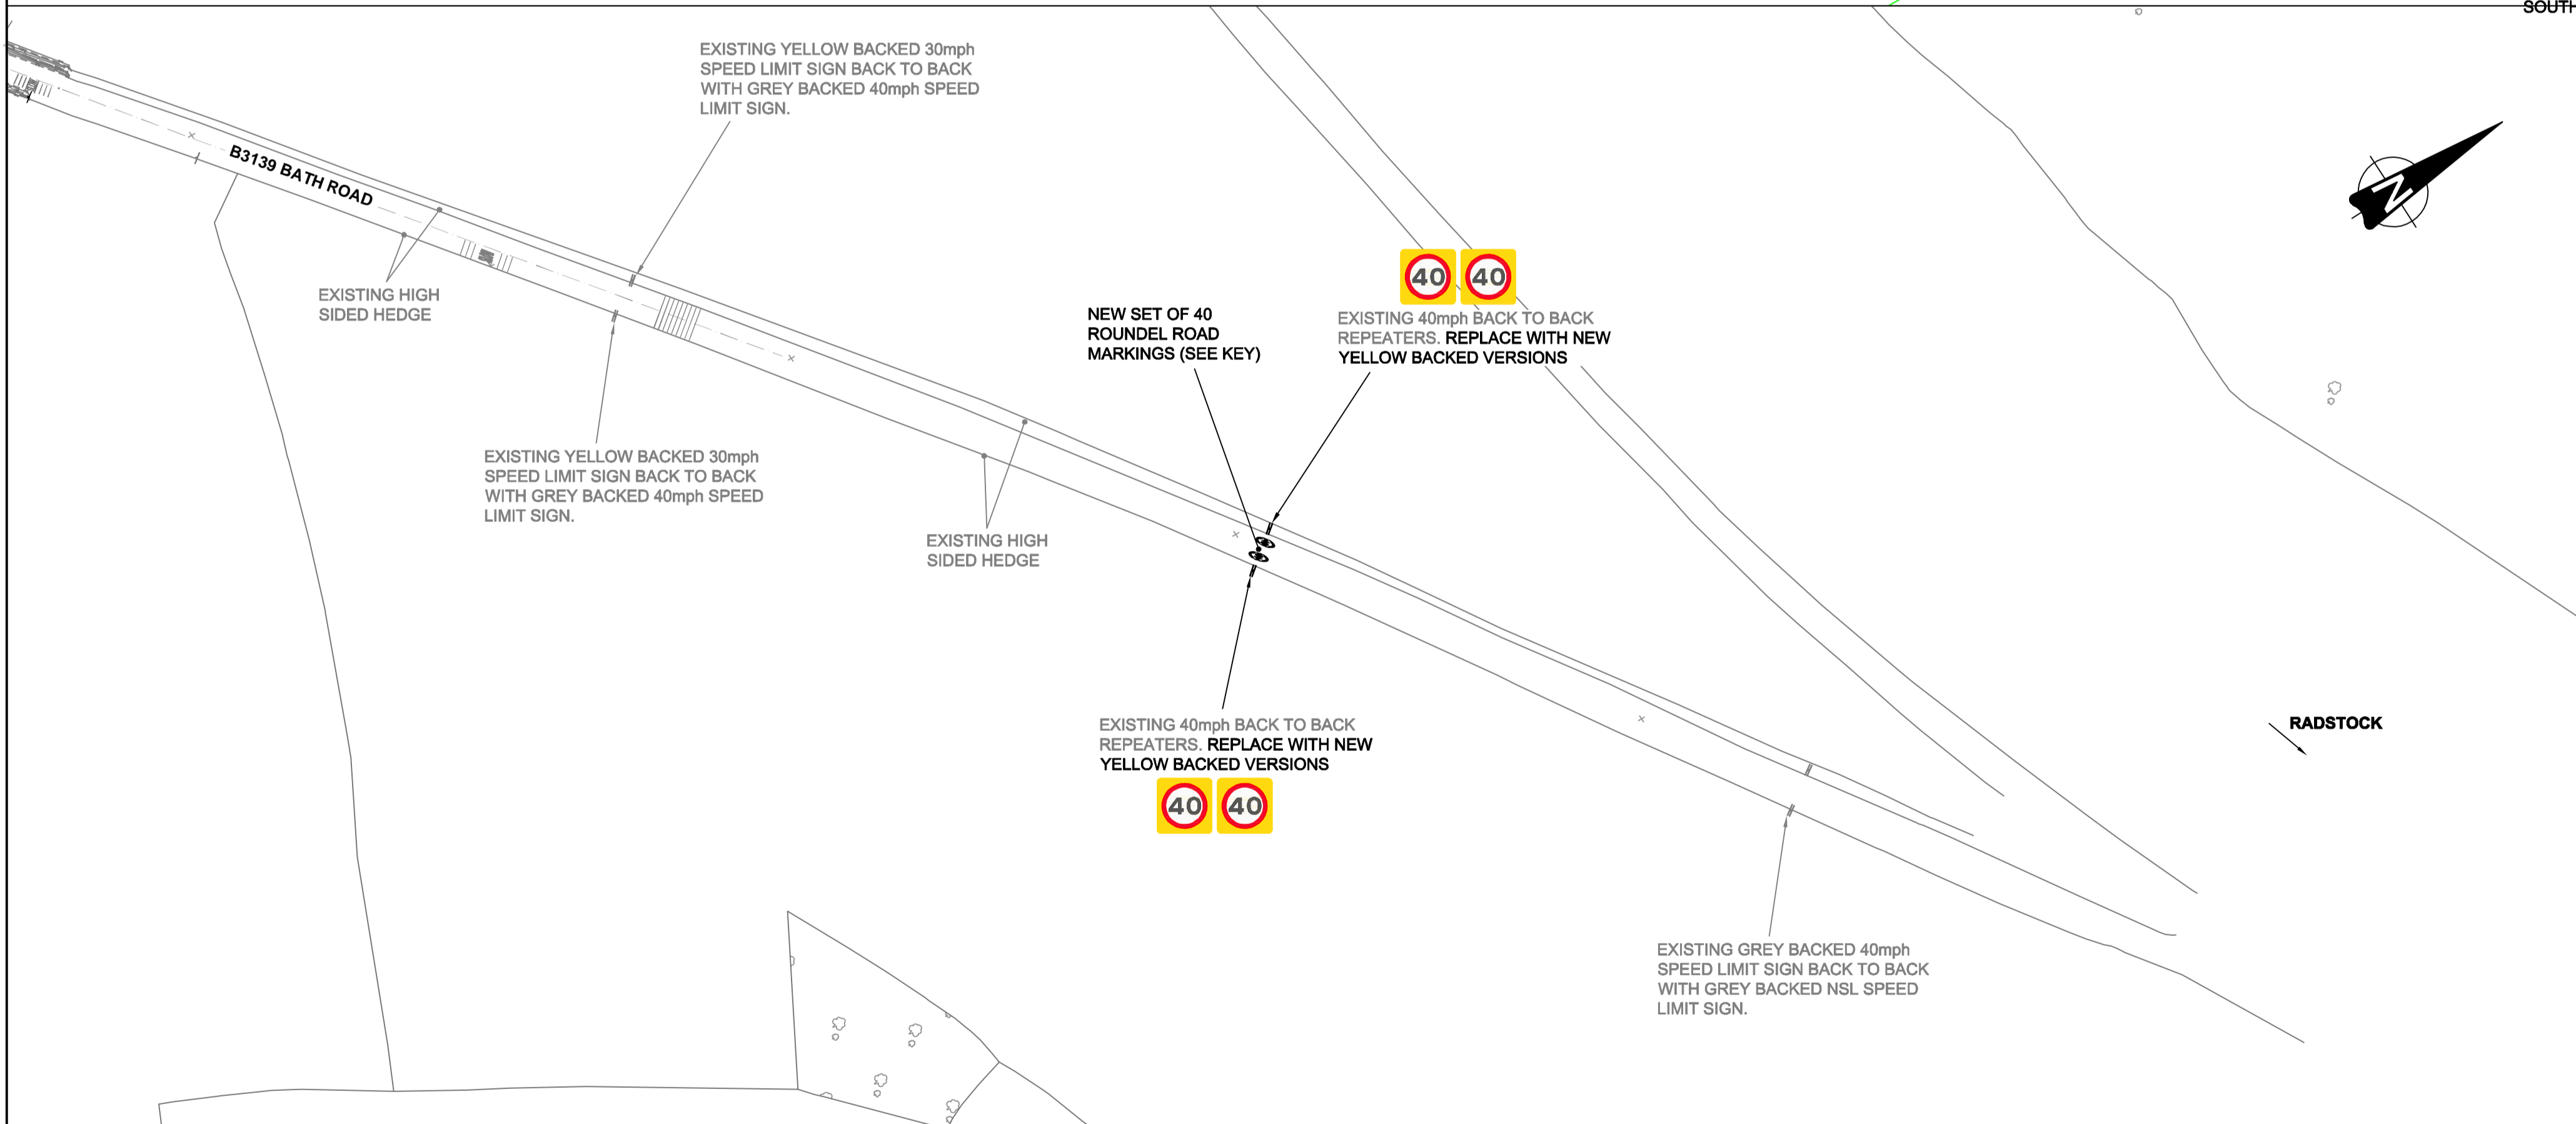 SOUTH
EXISTING YELLOW BACKED 30mph
SPEED LIMIT SIGN BACK TO BACK
WITH GREY BACKED 40mph SPEED
LIMIT SIGN.
B3139 BATH ROAD
N
EXISTING HIGH
SIDED HEDGE
40 40
NEW SET OF 40
ROUNDEL ROAD
MARKINGS (SEE KEY)
EXISTING 40mph BACK TO BACK
REPEATERS. REPLACE WITH NEW
YELLOW BACKED VERSIONS
EXISTING YELLOW BACKED 30mph
SPEED LIMIT SIGN BACK TO BACK
WITH GREY BACKED 40mph SPEED
LIMIT SIGN.
EXISTING HIGH
SIDED HEDGE
EXISTING 40mph BACK TO BACK
REPEATERS. REPLACE WITH NEW
YELLOW BACKED VERSIONS
40 40
RADSTOCK
EXISTING GREY BACKED 40mph
SPEED LIMIT SIGN BACK TO BACK
WITH GREY BACKED NSL SPEED
LIMIT SIGN.